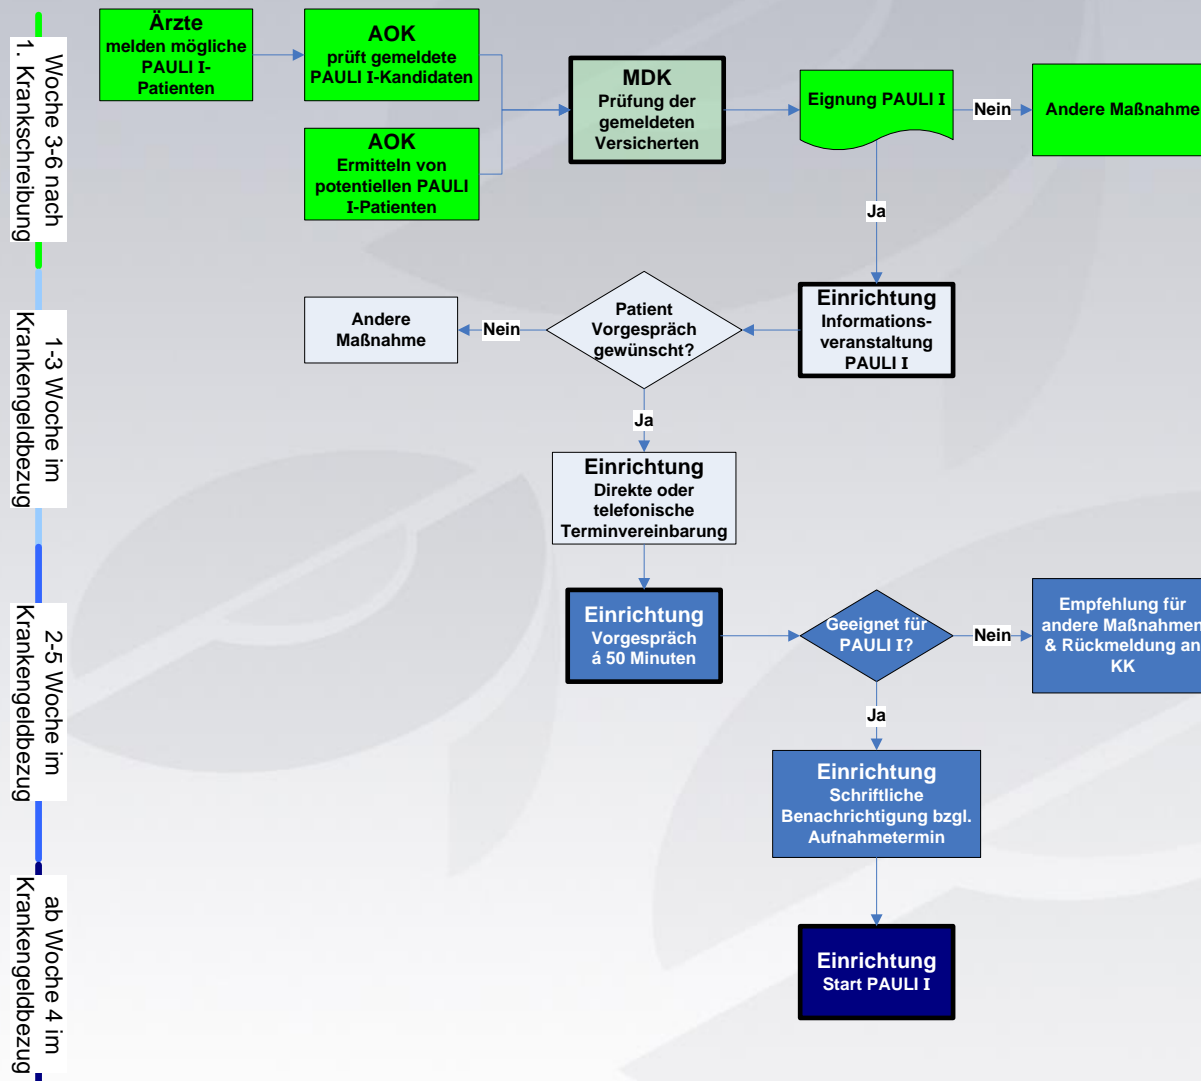 Woche 3-6 nach
1. Krankschreibung
Ärzte
melden mögliche
PAULI I-
Patienten
AOK
prüft gemeldete
PAULI I-Kandidaten
AOK
Ermitteln von
potentiellen PAULI
I-Patienten
MDK
Prüfung der
gemeldeten
Versicherten
Eignung PAULI I
Nein
Andere Maßnahme
Ja
1-3 Woche im
Krankengeldbezug
Einrichtung
Informations-
veranstaltung
PAULI I
Patient
Vorgespräch
gewünscht?
Nein
Andere
Maßnahme
Ja
Einrichtung
Direkte oder
telefonische
Terminvereinbarung
2-5 Woche im
Krankengeldbezug
Einrichtung
Vorgespräch
á 50 Minuten
Geeignet für
PAULI I?
Nein
Empfehlung für
andere Maßnahmen
& Rückmeldung an
KK
Ja
Einrichtung
Schriftliche
Benachrichtigung bzgl.
Aufnahmetermin
ab Woche 4 im
Krankengeldbezug
Einrichtung
Start PAULI I